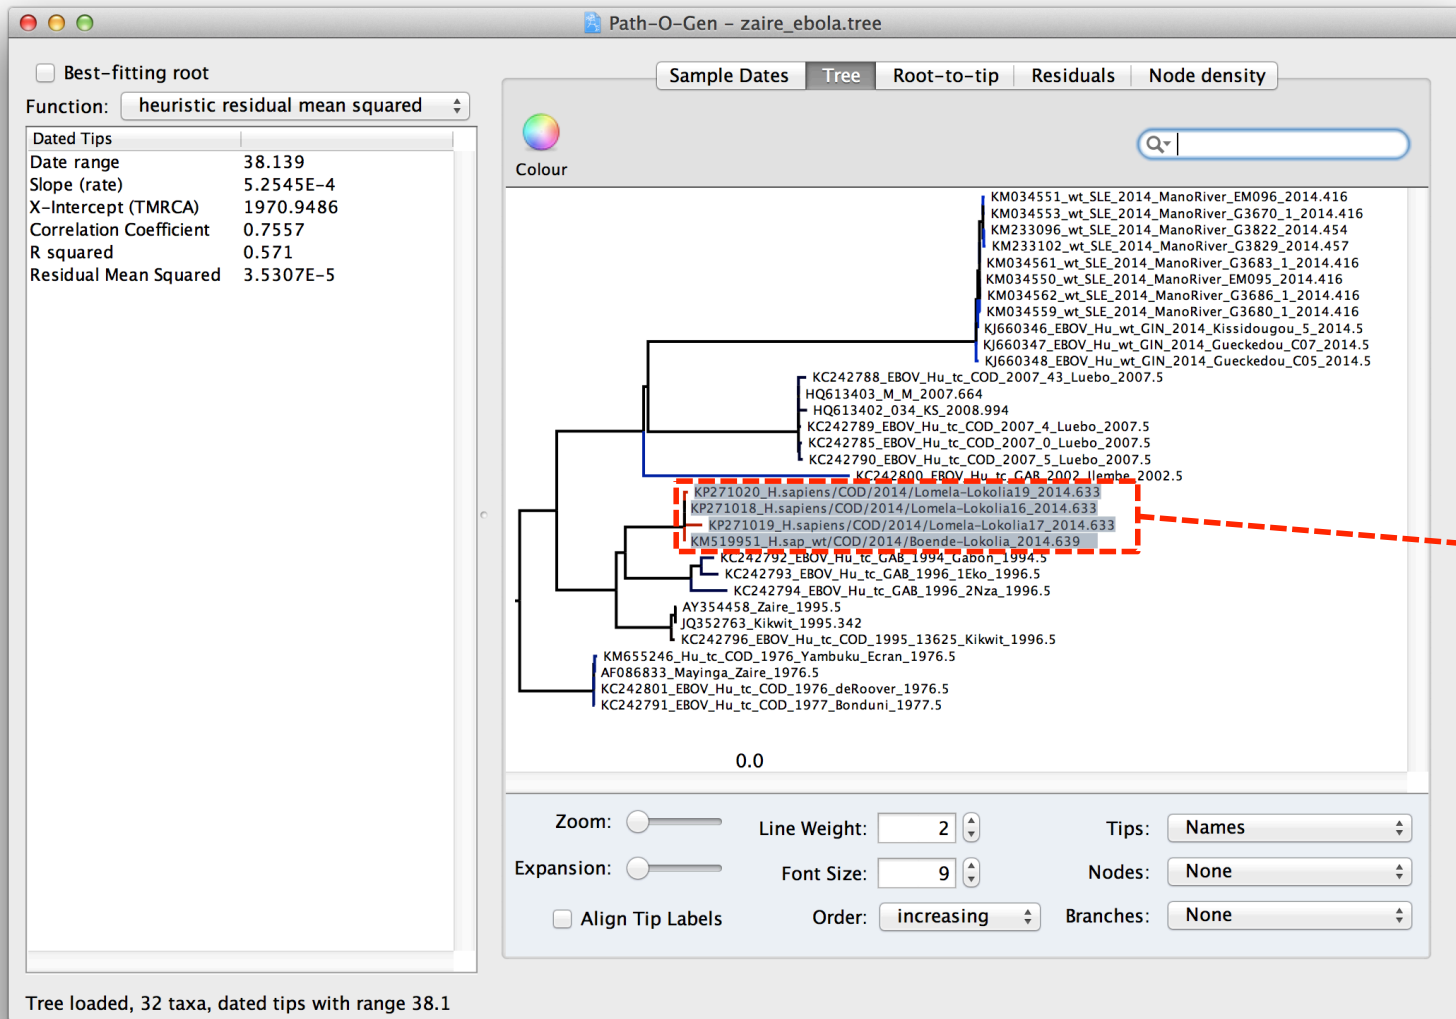 Path-O-Gen – zaire_ebola.tree
Best-fitting root
Function: heuristic residual mean squared
Dated Tips
Date range 38.139
Slope (rate) 5.2545E-4
X-Intercept (TMRCA) 1970.9486
Correlation Coefficient 0.7557
R squared 0.571
Residual Mean Squared 3.5307E-5
Sample Dates Tree Root-to-tip Residuals Node density
Colour
KM034551_wt_SLE_2014_ManoRiver_EM096_2014.416
KM034553_wt_SLE_2014_ManoRiver_G3670_1_2014.416
KM233096_wt_SLE_2014_ManoRiver_G3822_2014.454
KM233102_wt_SLE_2014_ManoRiver_G3829_2014.457
KM034561_wt_SLE_2014_ManoRiver_G3683_1_2014.416
KM034550_wt_SLE_2014_ManoRiver_EM095_2014.416
KM034562_wt_SLE_2014_ManoRiver_G3686_1_2014.416
KM034559_wt_SLE_2014_ManoRiver_G3680_1_2014.416
KJ660346_EBOV_Hu_wt_GIN_2014_Kissidougou_5_2014.5
KJ660347_EBOV_Hu_wt_GIN_2014_Gueckedou_C07_2014.5
KJ660348_EBOV_Hu_wt_GIN_2014_Gueckedou_C05_2014.5
KC242788_EBOV_Hu_tc_COD_2007_43_Luebo_2007.5
HQ613403_M_M_2007.664
HQ613402_034_KS_2008.994
KC242789_EBOV_Hu_tc_COD_2007_4_Luebo_2007.5
KC242785_EBOV_Hu_tc_COD_2007_0_Luebo_2007.5
KC242790_EBOV_Hu_tc_COD_2007_5_Luebo_2007.5
KC242800_EBOV_Hu_tc_GAB_2002_Ilembe_2002.5
KP271020_H.sapiens/COD/2014/Lomela-Lokolia19_2014.633
KP271018_H.sapiens/COD/2014/Lomela-Lokolia16_2014.633
KP271019_H.sapiens/COD/2014/Lomela-Lokolia17_2014.633
KM519951_H.sap_wt/COD/2014/Boende-Lokolia_2014.639
KC242792_EBOV_Hu_tc_GAB_1994_Gabon_1994.5
KC242793_EBOV_Hu_tc_GAB_1996_1Eko_1996.5
KC242794_EBOV_Hu_tc_GAB_1996_2Nza_1996.5
AY354458_Zaire_1995.5
JQ352763_Kikwit_1995.342
KC242796_EBOV_Hu_tc_COD_1995_13625_Kikwit_1996.5
KM655246_Hu_tc_COD_1976_Yambuku_Ecran_1976.5
AF086833_Mayinga_Zaire_1976.5
KC242801_EBOV_Hu_tc_COD_1976_deRoover_1976.5
KC242791_EBOV_Hu_tc_COD_1977_Bonduni_1977.5
0.0
Zoom: Line Weight: 2 Tips: Names
Expansion: Font Size: 9 Nodes: None
Align Tip Labels Order: increasing Branches: None
Tree loaded, 32 taxa, dated tips with range 38.1